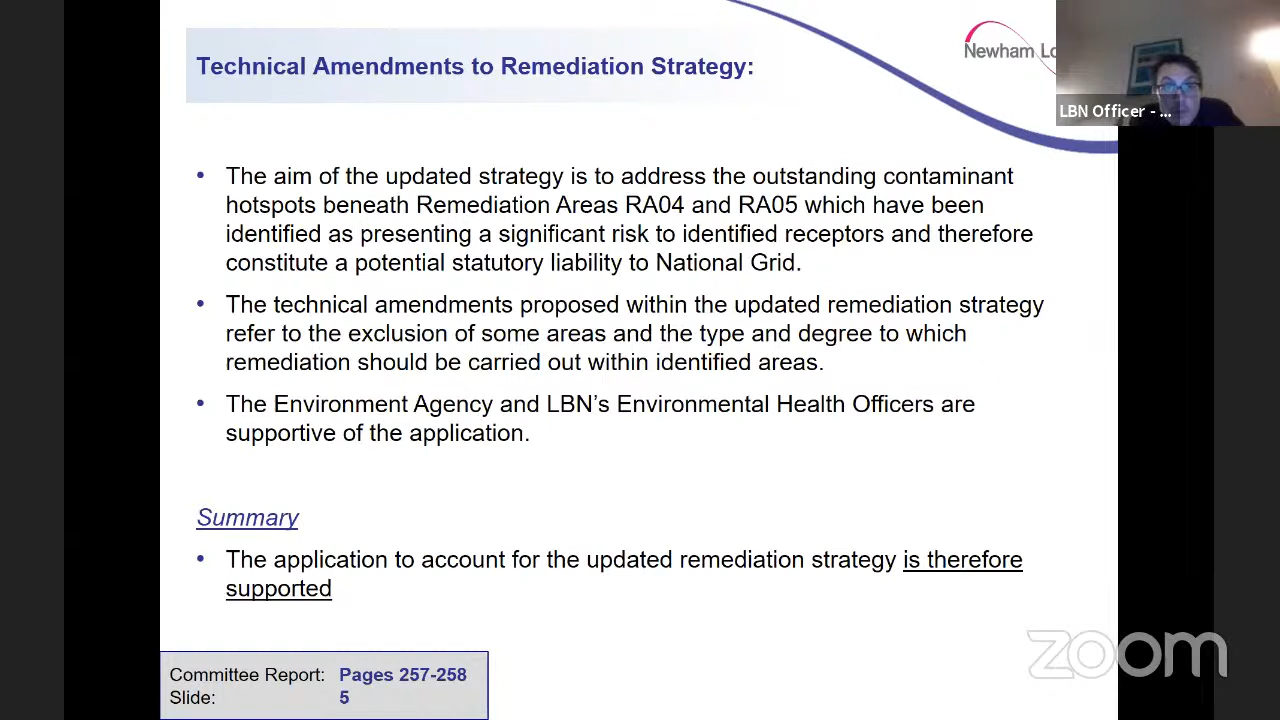 Technical Amendments to Remediation Strategy:
Newham Lo
LBN Officer - ...
• The aim of the updated strategy is to address the outstanding contaminant
hotspots beneath Remediation Areas RA04 and RA05 which have been
identified as presenting a significant risk to identified receptors and therefore
constitute a potential statutory liability to National Grid.
• The technical amendments proposed within the updated remediation strategy
refer to the exclusion of some areas and the type and degree to which
remediation should be carried out within identified areas.
• The Environment Agency and LBN’s Environmental Health Officers are
supportive of the application.
Summary
• The application to account for the updated remediation strategy is therefore
supported
Committee Report: Pages 257-258
Slide: 5
zoom